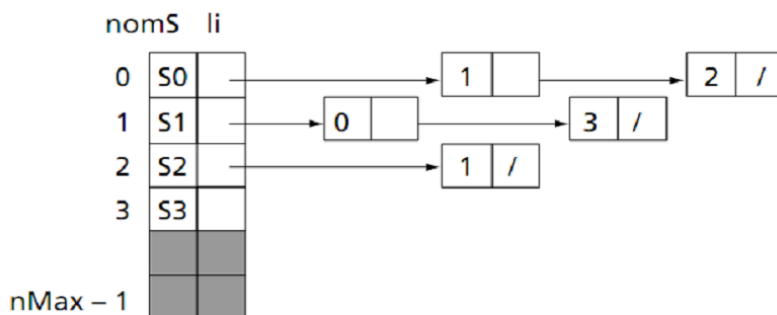 nomS li
0 S0 1 2 /
1 S1 0 3 /
2 S2 1 /
3 S3
nMax – 1